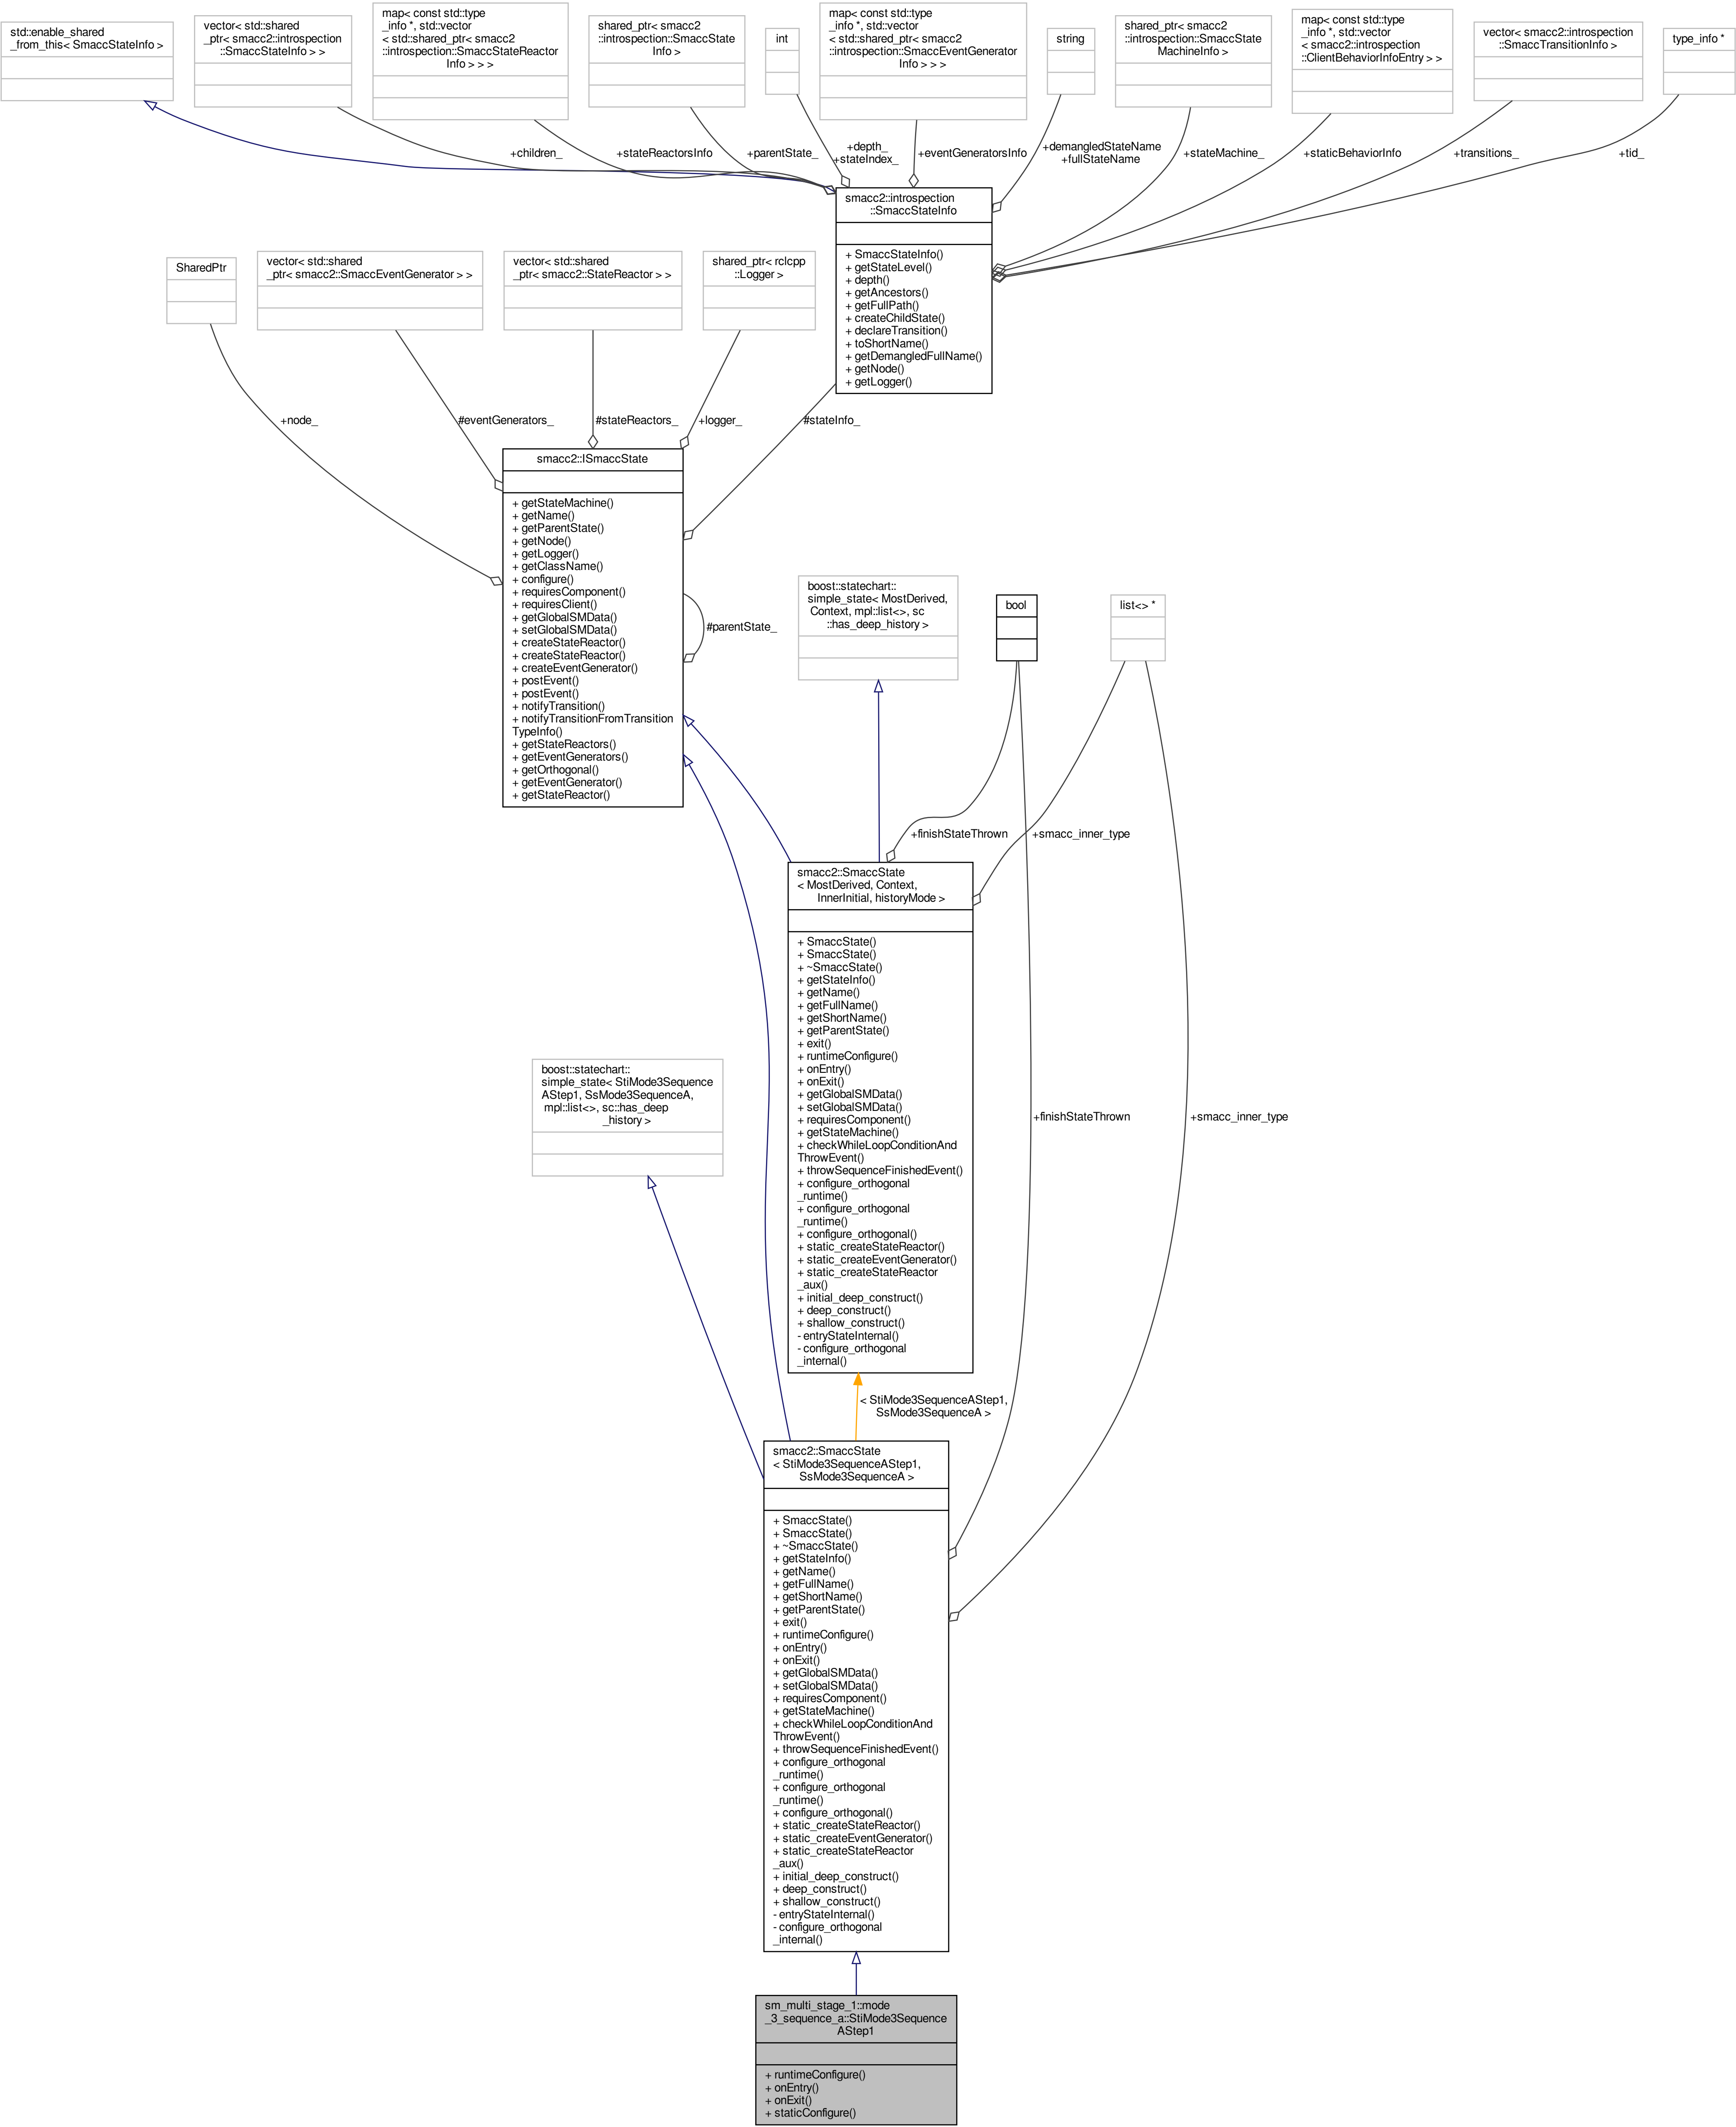 std::enable_shared
_from_this< SmaccStateInfo >
vector< std::shared
_ptr< smacc2::introspection
::SmaccStateInfo > >
map< const std::type
_info *, std::vector
< std::shared_ptr< smacc2
::introspection::SmaccStateReactor
Info > > >
shared_ptr< smacc2
::introspection::SmaccState
Info >
int
map< const std::type
_info *, std::vector
< std::shared_ptr< smacc2
::introspection::SmaccEventGenerator
Info > > >
string
shared_ptr< smacc2
::introspection::SmaccState
MachineInfo >
map< const std::type
_info *, std::vector
< smacc2::introspection
::ClientBehaviorInfoEntry > >
vector< smacc2::introspection
::SmaccTransitionInfo >
type_info *
+children_
+stateReactorsInfo
+parentState_
+depth_
+stateIndex_
+eventGeneratorsInfo
+demangledStateName
+fullStateName
+stateMachine_
+staticBehaviorInfo
+transitions_
+tid_
smacc2::introspection
::SmaccStateInfo
+ SmaccStateInfo()
+ getStateLevel()
+ depth()
+ getAncestors()
+ getFullPath()
+ createChildState()
+ declareTransition()
+ toShortName()
+ getDemangledFullName()
+ getNode()
+ getLogger()
SharedPtr
vector< std::shared
_ptr< smacc2::SmaccEventGenerator > >
vector< std::shared
_ptr< smacc2::StateReactor > >
shared_ptr< rclcpp
::Logger >
+node_
#eventGenerators_
#stateReactors_
+logger_
#stateInfo_
smacc2::ISmaccState
+ getStateMachine()
+ getName()
+ getParentState()
+ getNode()
+ getLogger()
+ getClassName()
+ configure()
+ requiresComponent()
+ requiresClient()
+ getGlobalSMData()
+ setGlobalSMData()
+ createStateReactor()
+ createStateReactor()
+ createEventGenerator()
+ postEvent()
+ postEvent()
+ notifyTransition()
+ notifyTransitionFromTransition
TypeInfo()
+ getStateReactors()
+ getEventGenerators()
+ getOrthogonal()
+ getEventGenerator()
+ getStateReactor()
#parentState_
boost::statechart::
simple_state< MostDerived,
Context, mpl::list<>, sc
::has_deep_history >
bool
list<> *
+finishStateThrown
+smacc_inner_type
smacc2::SmaccState
< MostDerived, Context,
InnerInitial, historyMode >
+ SmaccState()
+ SmaccState()
+ ~SmaccState()
+ getStateInfo()
+ getName()
+ getFullName()
+ getShortName()
+ getParentState()
+ exit()
+ runtimeConfigure()
+ onEntry()
+ onExit()
+ getGlobalSMData()
+ setGlobalSMData()
+ requiresComponent()
+ getStateMachine()
+ checkWhileLoopConditionAnd
ThrowEvent()
+ throwSequenceFinishedEvent()
+ configure_orthogonal
_runtime()
+ configure_orthogonal
_runtime()
+ configure_orthogonal()
+ static_createStateReactor()
+ static_createEventGenerator()
+ static_createStateReactor
_aux()
+ initial_deep_construct()
+ deep_construct()
+ shallow_construct()
- entryStateInternal()
- configure_orthogonal
_internal()
boost::statechart::
simple_state< StiMode3Sequence
AStep1, SsMode3SequenceA,
mpl::list<>, sc::has_deep
_history >
+finishStateThrown
+smacc_inner_type
< StiMode3SequenceAStep1,
SsMode3SequenceA >
smacc2::SmaccState
< StiMode3SequenceAStep1,
SsMode3SequenceA >
+ SmaccState()
+ SmaccState()
+ ~SmaccState()
+ getStateInfo()
+ getName()
+ getFullName()
+ getShortName()
+ getParentState()
+ exit()
+ runtimeConfigure()
+ onEntry()
+ onExit()
+ getGlobalSMData()
+ setGlobalSMData()
+ requiresComponent()
+ getStateMachine()
+ checkWhileLoopConditionAnd
ThrowEvent()
+ throwSequenceFinishedEvent()
+ configure_orthogonal
_runtime()
+ configure_orthogonal
_runtime()
+ configure_orthogonal()
+ static_createStateReactor()
+ static_createEventGenerator()
+ static_createStateReactor
_aux()
+ initial_deep_construct()
+ deep_construct()
+ shallow_construct()
- entryStateInternal()
- configure_orthogonal
_internal()
sm_multi_stage_1::mode
_3_sequence_a::StiMode3Sequence
AStep1
+ runtimeConfigure()
+ onEntry()
+ onExit()
+ staticConfigure()